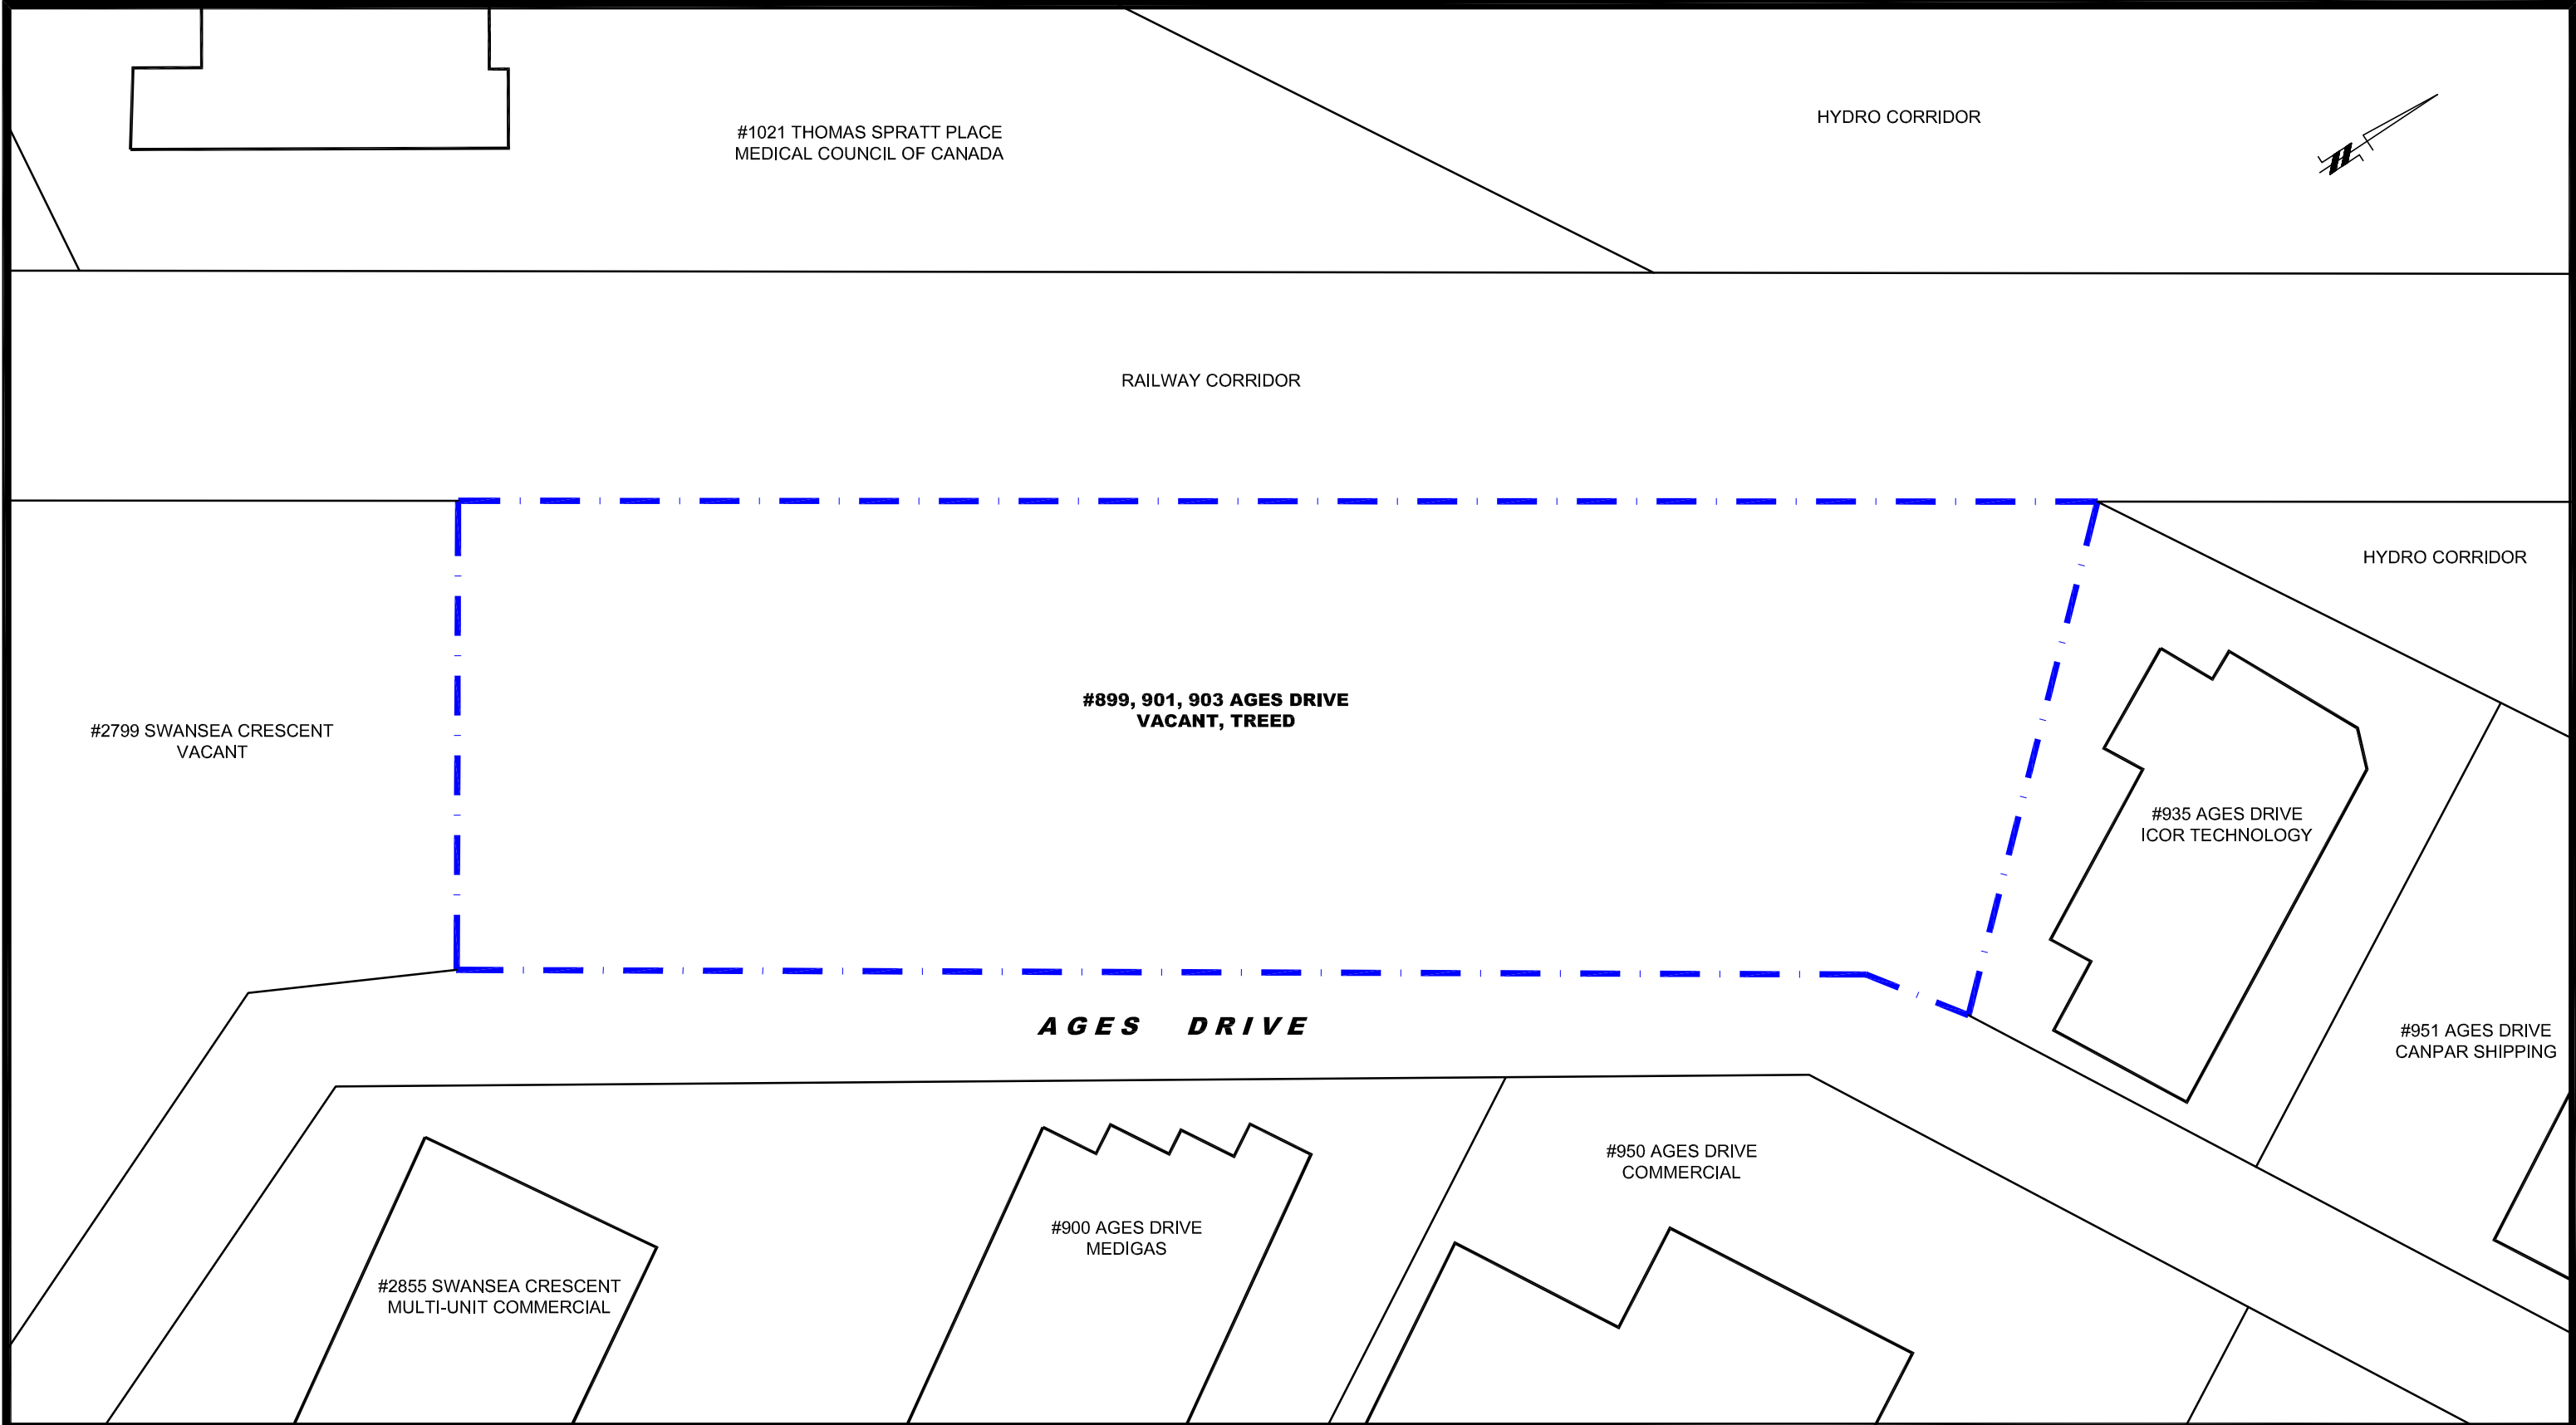 #1021 THOMAS SPRATT PLACE
MEDICAL COUNCIL OF CANADA
HYDRO CORRIDOR
RAILWAY CORRIDOR
HYDRO CORRIDOR
#899, 901, 903 AGES DRIVE
VACANT, TREED
#2799 SWANSEA CRESCENT
VACANT
#935 AGES DRIVE
ICOR TECHNOLOGY
AGES DRIVE
#951 AGES DRIVE
CANPAR SHIPPING
#950 AGES DRIVE
COMMERCIAL
#900 AGES DRIVE
MEDIGAS
#2855 SWANSEA CRESCENT
MULTI-UNIT COMMERCIAL